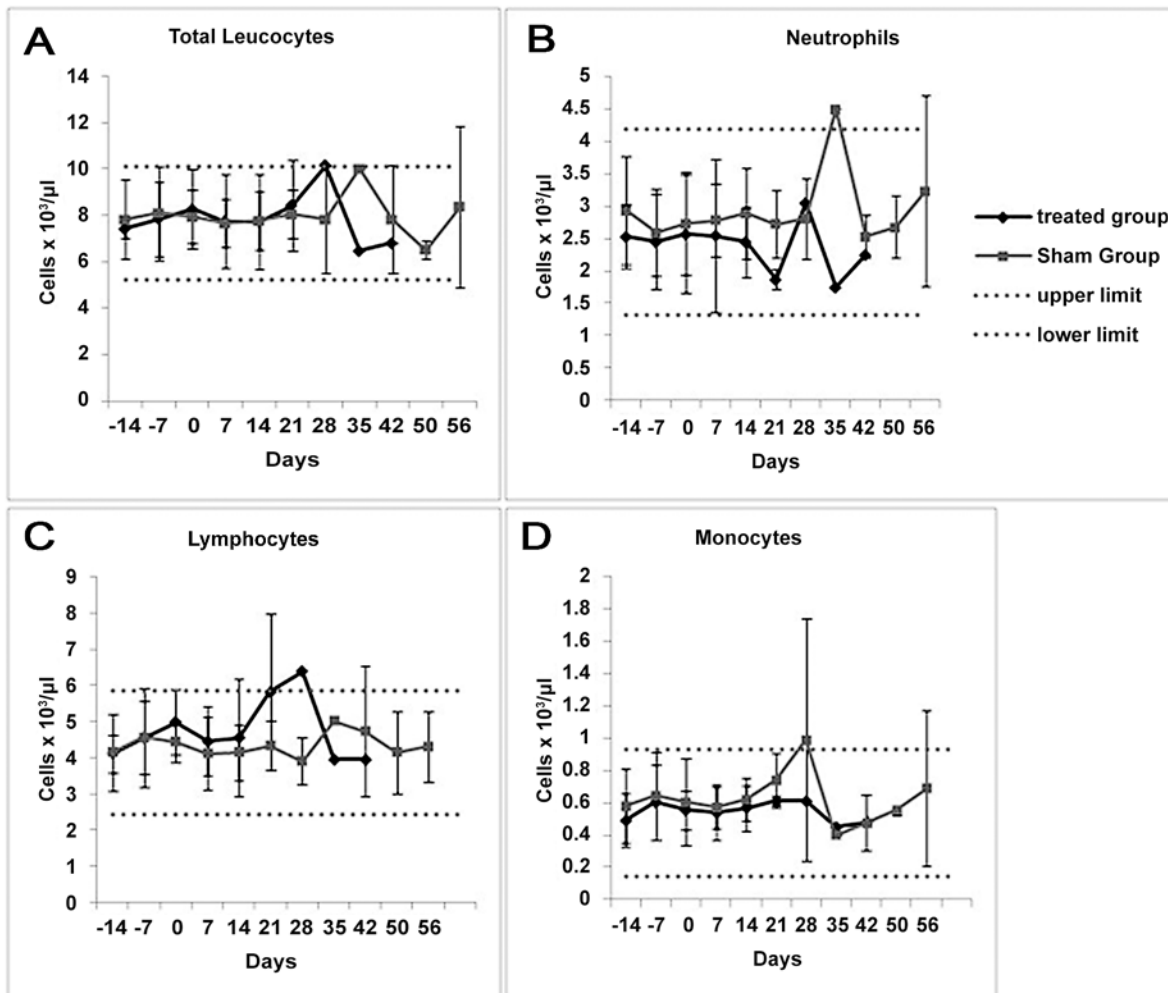 A
Total Leucocytes
14
12
10
8
6
4
2
0
Cells x 10³/µl
-14 -7 0 7 14 21 28 35 42 50 56
Days
B
Neutrophils
5
4.5
4
3.5
3
2.5
2
1.5
1
0.5
0
Cells x 10³/µl
-14 -7 0 7 14 21 28 35 42 50 56
Days
treated group
Sham Group
upper limit
lower limit
C
Lymphocytes
9
8
7
6
5
4
3
2
1
0
Cells x 10³/µl
-14 -7 0 7 14 21 28 35 42 50 56
Days
D
Monocytes
2
1.8
1.6
1.4
1.2
1
0.8
0.6
0.4
0.2
0
Cells x 10³/µl
-14 -7 0 7 14 21 28 35 42 50 56
Days